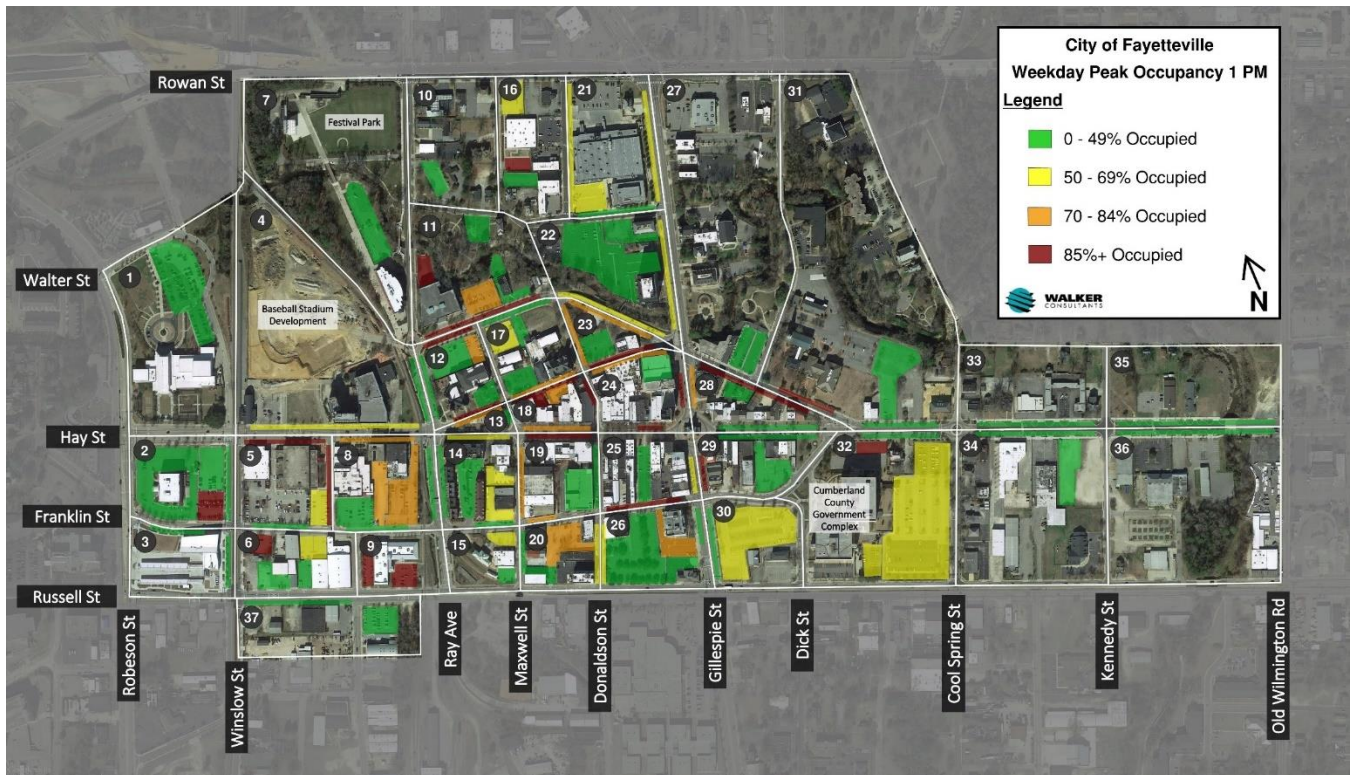 City of Fayetteville
Weekday Peak Occupancy 1 PM
Legend
0 - 49% Occupied
50 - 69% Occupied
70 - 84% Occupied
85%+ Occupied
WALKER
CONSULTANTS
N
Rowan St
Walter St
Hay St
Franklin St
Russell St
7
Festival Park
10
16
21
27
31
4
11
22
1
Baseball Stadium
Development
12
17
23
33
35
13
18
24
28
2
5
8
14
19
25
29
32
34
36
Cumberland
County
Government
Complex
3
6
9
15
20
26
30
37
Robeson St
Winslow St
Ray Ave
Maxwell St
Donaldson St
Gillespie St
Dick St
Cool Spring St
Kennedy St
Old Wilmington Rd